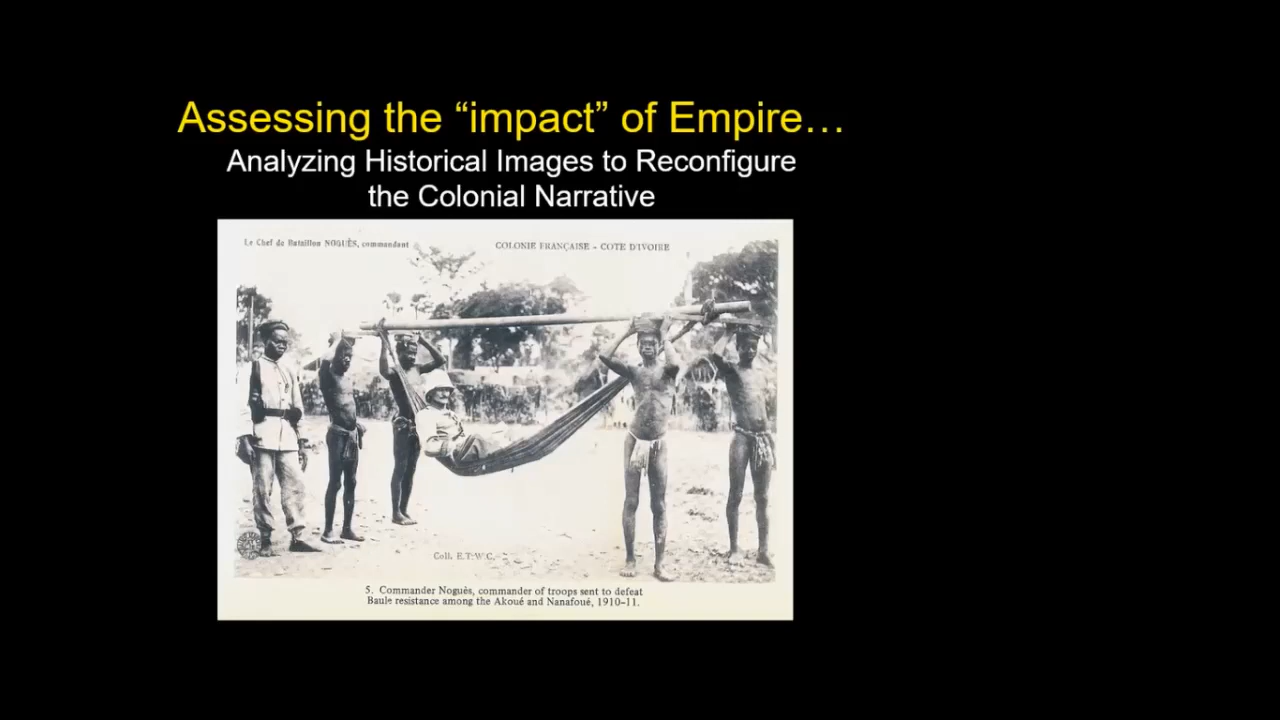 Assessing the “impact” of Empire…
Analyzing Historical Images to Reconfigure
the Colonial Narrative
Le Chef de Bataillon NOGUÈS, commandant
COLONIE FRANÇAISE - COTE D'IVOIRE
Coll. E.T.W.C.
5. Commander Noguès, commander of troops sent to defeat
Baule resistance among the Akoué and Nanafoué, 1910–11.